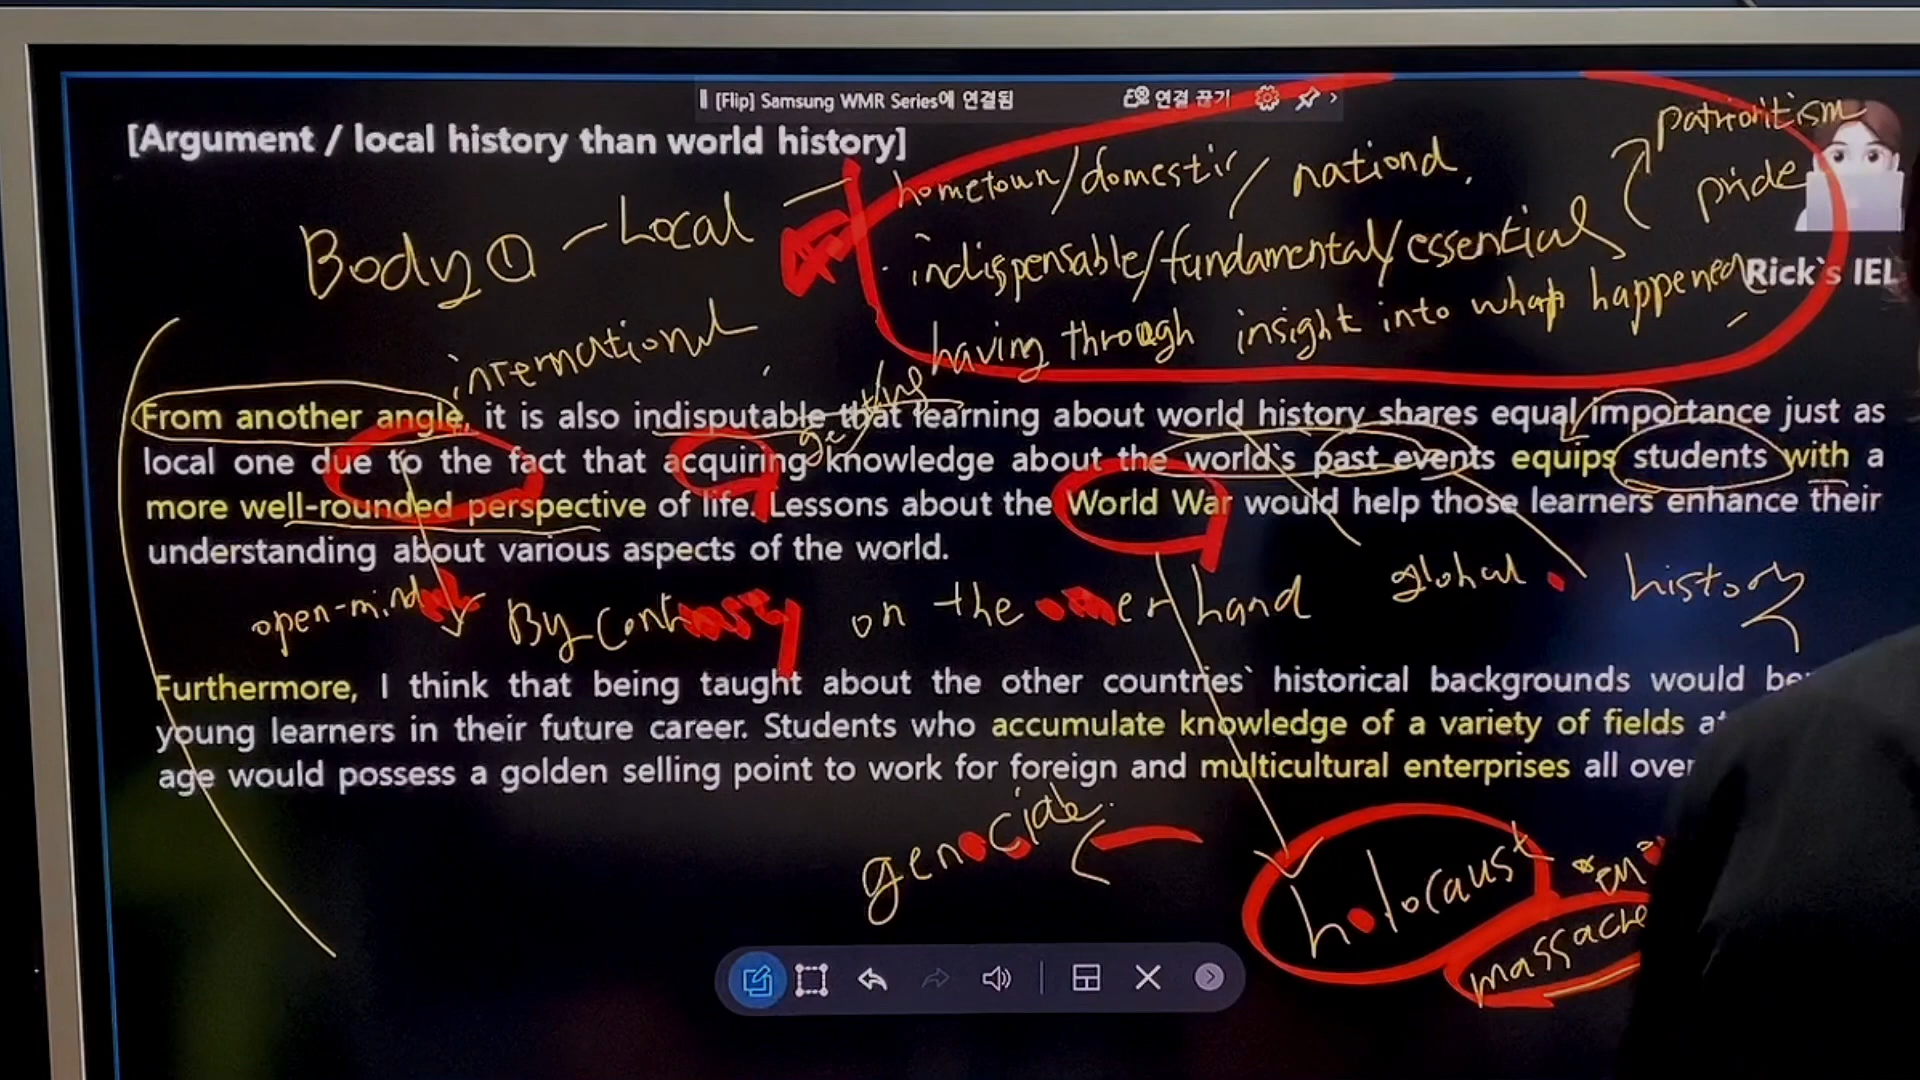 [Flip] Samsung WMR Series에 연결됨 연결 끊기
[Argument / local history than world history]
patrioritism
pride
Body ① - Local - hometown/domestic/national.
indispensable/fundamental/essential
Rick`s IEL
having through insight into what happened
international
getting
From another angle, it is also indisputable that learning about world history shares equal importance just as
local one due to the fact that acquiring knowledge about the world`s past events equips students with a
more well-rounded perspective of life. Lessons about the World War would help those learners enhance their
understanding about various aspects of the world.
open-mind By contrary on the other hand global history
Furthermore, I think that being taught about the other countries` historical backgrounds would be
young learners in their future career. Students who accumulate knowledge of a variety of fields at
age would possess a golden selling point to work for foreign and multicultural enterprises all over
genocide
holocaust
massacre